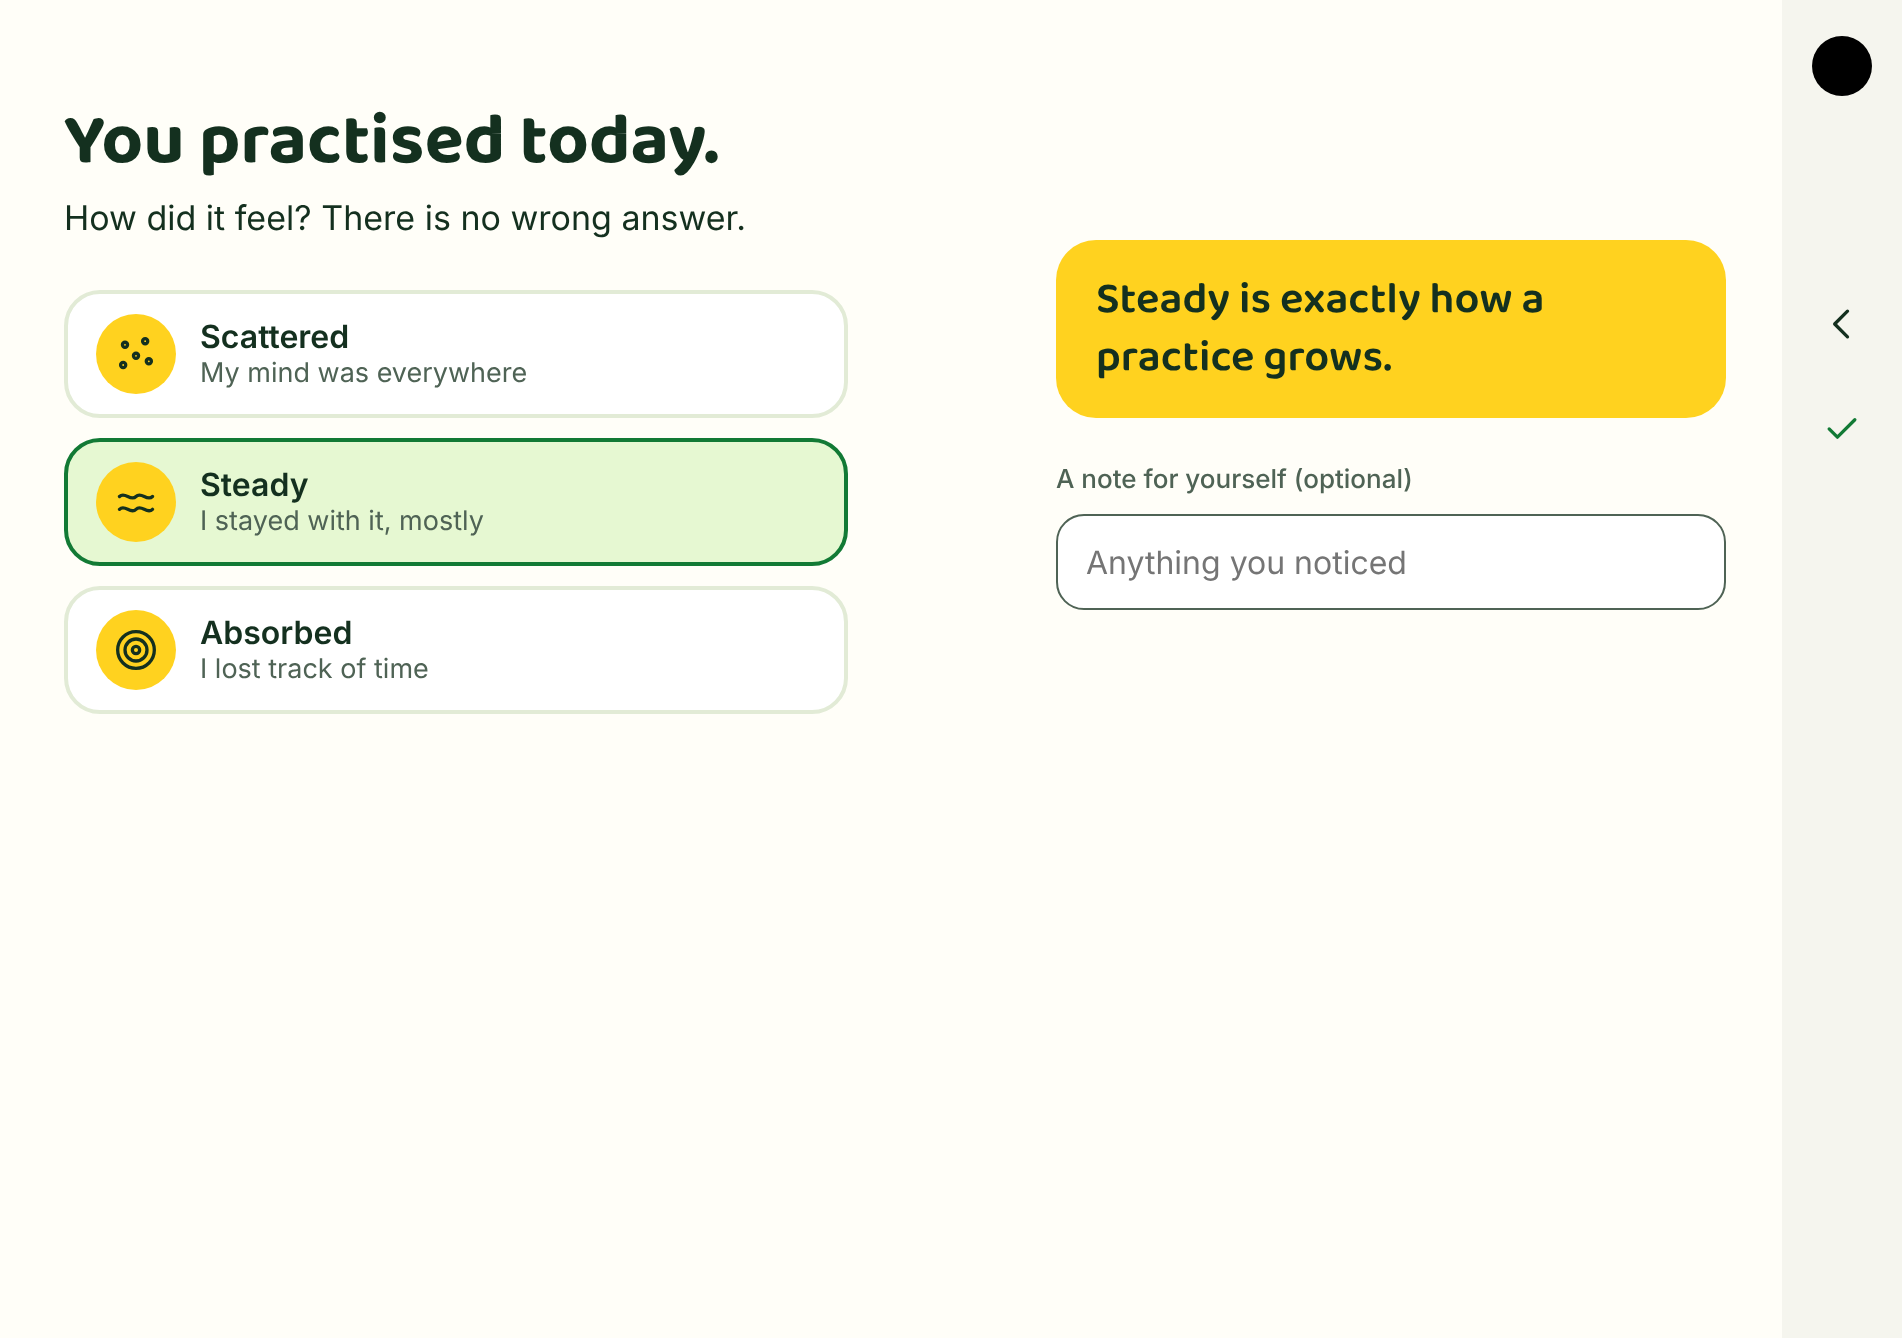 You practised today.
How did it feel? There is no wrong answer.
Scattered
My mind was everywhere
Steady
I stayed with it, mostly
Absorbed
I lost track of time
Steady is exactly how a
practice grows.
A note for yourself (optional)
Anything you noticed